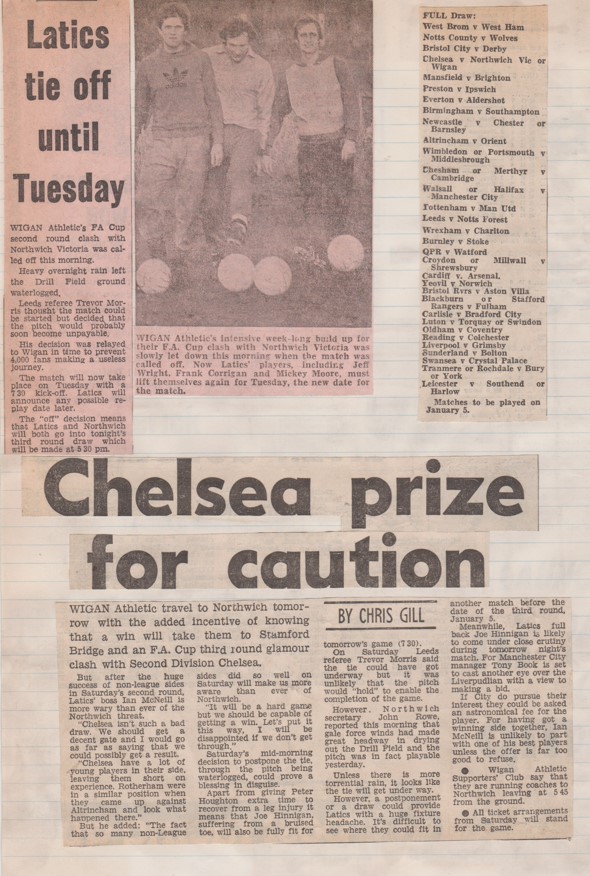 Latics
tie off
until
Tuesday
WIGAN Athletic's FA Cup
second round clash with
Northwich Victoria was cal-
led off this morning.
Heavy overnight rain left
the Drill Field ground
waterlogged.
Leeds referee Trevor Mor-
ris thought the match could
be started but decided that
the pitch would probably
soon become unpayable.
His decision was relayed
to Wigan in time to prevent
4,000 fans making a useless
journey.
The match will now take
place on Tuesday with a
7 30 kick-off. Latics will
announce any possible re-
play date later.
The "off" decision means
that Latics and Northwich
will both go into tonight's
third round draw which
will be made at 5 30 pm.
adidas
WIGAN Athletic's intensive week-long build up for
their F.A. Cup clash with Northwich Victoria was
slowly let down this morning when the match was
called off. Now Latics' players, including Jeff
Wright, Frank Corrigan and Mickey Moore, must
lift themselves again for Tuesday, the new date for
the match.
FULL Draw:
West Brom v West Ham
Notts County v Wolves
Bristol City v Derby
Chelsea v Northwich Vic or
Wigan
Mansfield v Brighton
Preston v Ipswich
Everton v Aldershot
Birmingham v Southampton
Newcastle v Chester or
Barnsley
Altrincham v Orient
Wimbledon or Portsmouth v
Middlesbrough
Chesham or Merthyr v
Cambridge
Walsall or Halifax v
Manchester City
Tottenham v Man Utd
Leeds v Notts Forest
Wrexham v Charlton
Burnley v Stoke
QPR v Watford
Croydon or Millwall v
Shrewsbury
Cardiff v. Arsenal,
Yeovil v Norwich
Bristol Rvrs v Aston Villa
Blackburn or Stafford
Rangers v Fulham
Carlisle v Bradford City
Luton v Torquay or Swindon
Oldham v Coventry
Reading v Colchester
Liverpool v Grimsby
Sunderland v Bolton
Swansea v Crystal Palace
Tranmere or Rochdale v Bury
or York
Leicester v Southend or
Harlow
Matches to be played on
January 5.
Chelsea prize
for caution
WIGAN Athletic travel to Northwich tomor-
row with the added incentive of knowing
that a win will take them to Stamford
Bridge and an F.A. Cup third round glamour
clash with Second Division Chelsea.
But after the huge
success of non-league sides
in Saturday's second round,
Latics' boss Ian McNeill is
more wary than ever of the
Northwich threat.
"Chelsea isn't such a bad
draw. We should get a
decent gate and I would go
as far as saying that we
could possibly get a result.
"Chelsea have a lot of
young players in their side,
leaving them short on
experience. Rotherham were
in a similar position when
they came up against
Altrincham and look what
happened there."
But he added: "The fact
that so many non-League
sides did so well on
Saturday will make us more
aware than ever of
Northwich.
"It will be a hard game
but we should be capable of
getting a win. Let's put it
this way, I will be
disappointed if we don't get
through."
Saturday's mid-morning
decision to postpone the tie,
through the pitch being
waterlogged, could prove a
blessing in disguise.
Apart from giving Peter
Houghton extra time to
recover from a leg injury it
means that Joe Hinnigan,
suffering from a bruised
toe, will also be fully fit for
BY CHRIS GILL
tomorrow's game (7 30).
On Saturday Leeds
referee Trevor Morris said
the tie could have got
underway but it was
unlikely that the pitch
would "hold" to enable the
completion of the game.
However, Northwich
secretary John Rowe,
reported this morning that
gale force winds had made
great headway in drying
out the Drill Field and the
pitch was in fact playable
yesterday.
Unless there is more
torrential rain, it looks like
the tie will get under way.
However, a postponement
or a draw could provide
Latics with a huge fixture
headache. It's difficult to
see where they could fit in
another match before the
date of the third round,
January 5.
Meanwhile, Latics full
back Joe Hinnigan is likely
to come under close crutiny
during tomorrow night's
match. For Manchester City
manager Tony Book is set
to cast another eye over the
Liverpudlian with a view to
making a bid.
If City do pursue their
interest they could be asked
an astronomical fee for the
player. For having got a
winning side together, Ian
McNeill is unlikely to part
with one of his best players
unless the offer is far too
good to refuse.
● Wigan Athletic
Supporters' Club say that
they are running coaches to
Northwich leaving at 5 45
from the ground.
● All ticket arrangements
from Saturday will stand
for the game.